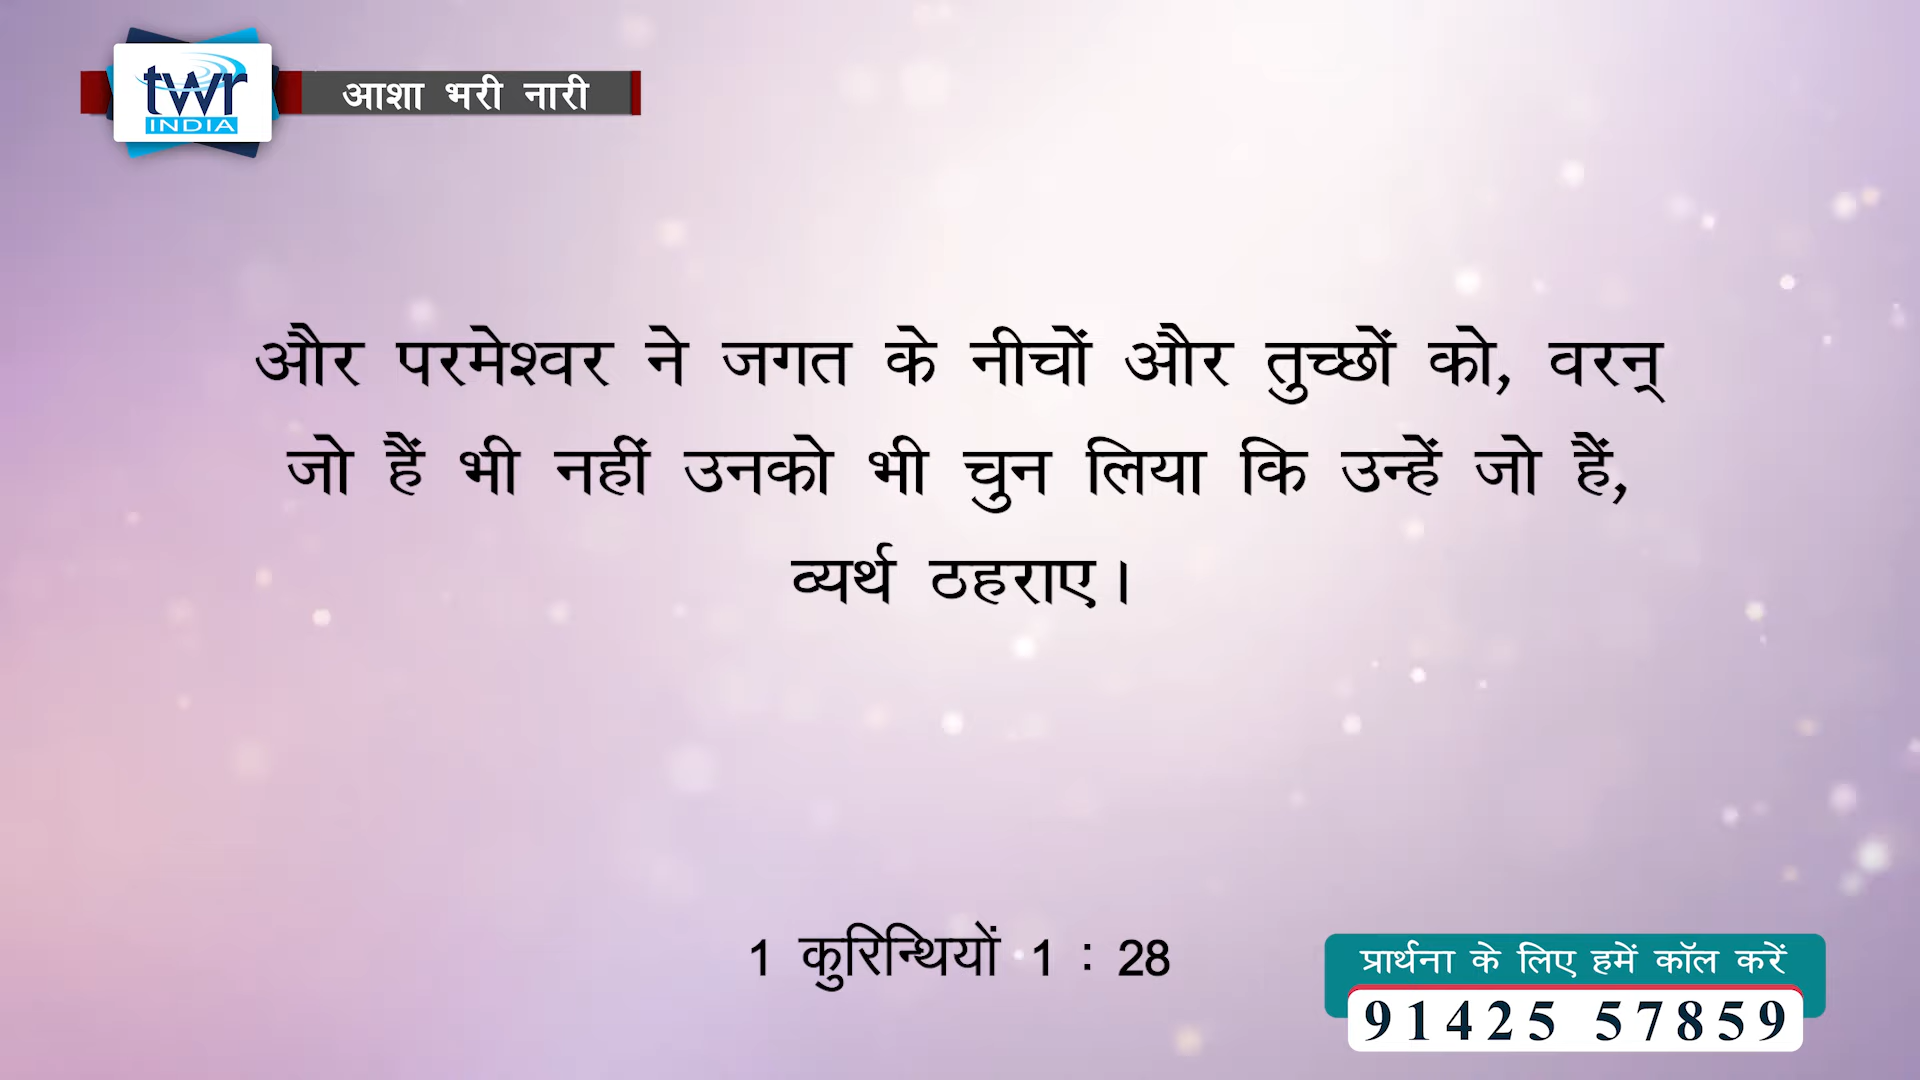 twr
INDIA
आशा भरी नारी
और परमेश्वर ने जगत के नीचों और तुच्छों को, वरन्
जो हैं भी नहीं उनको भी चुन लिया कि उन्हें जो हैं,
व्यर्थ ठहराए।
1 कुरिन्थियों 1 : 28
प्रार्थना के लिए हमें कॉल करें
91425 57859